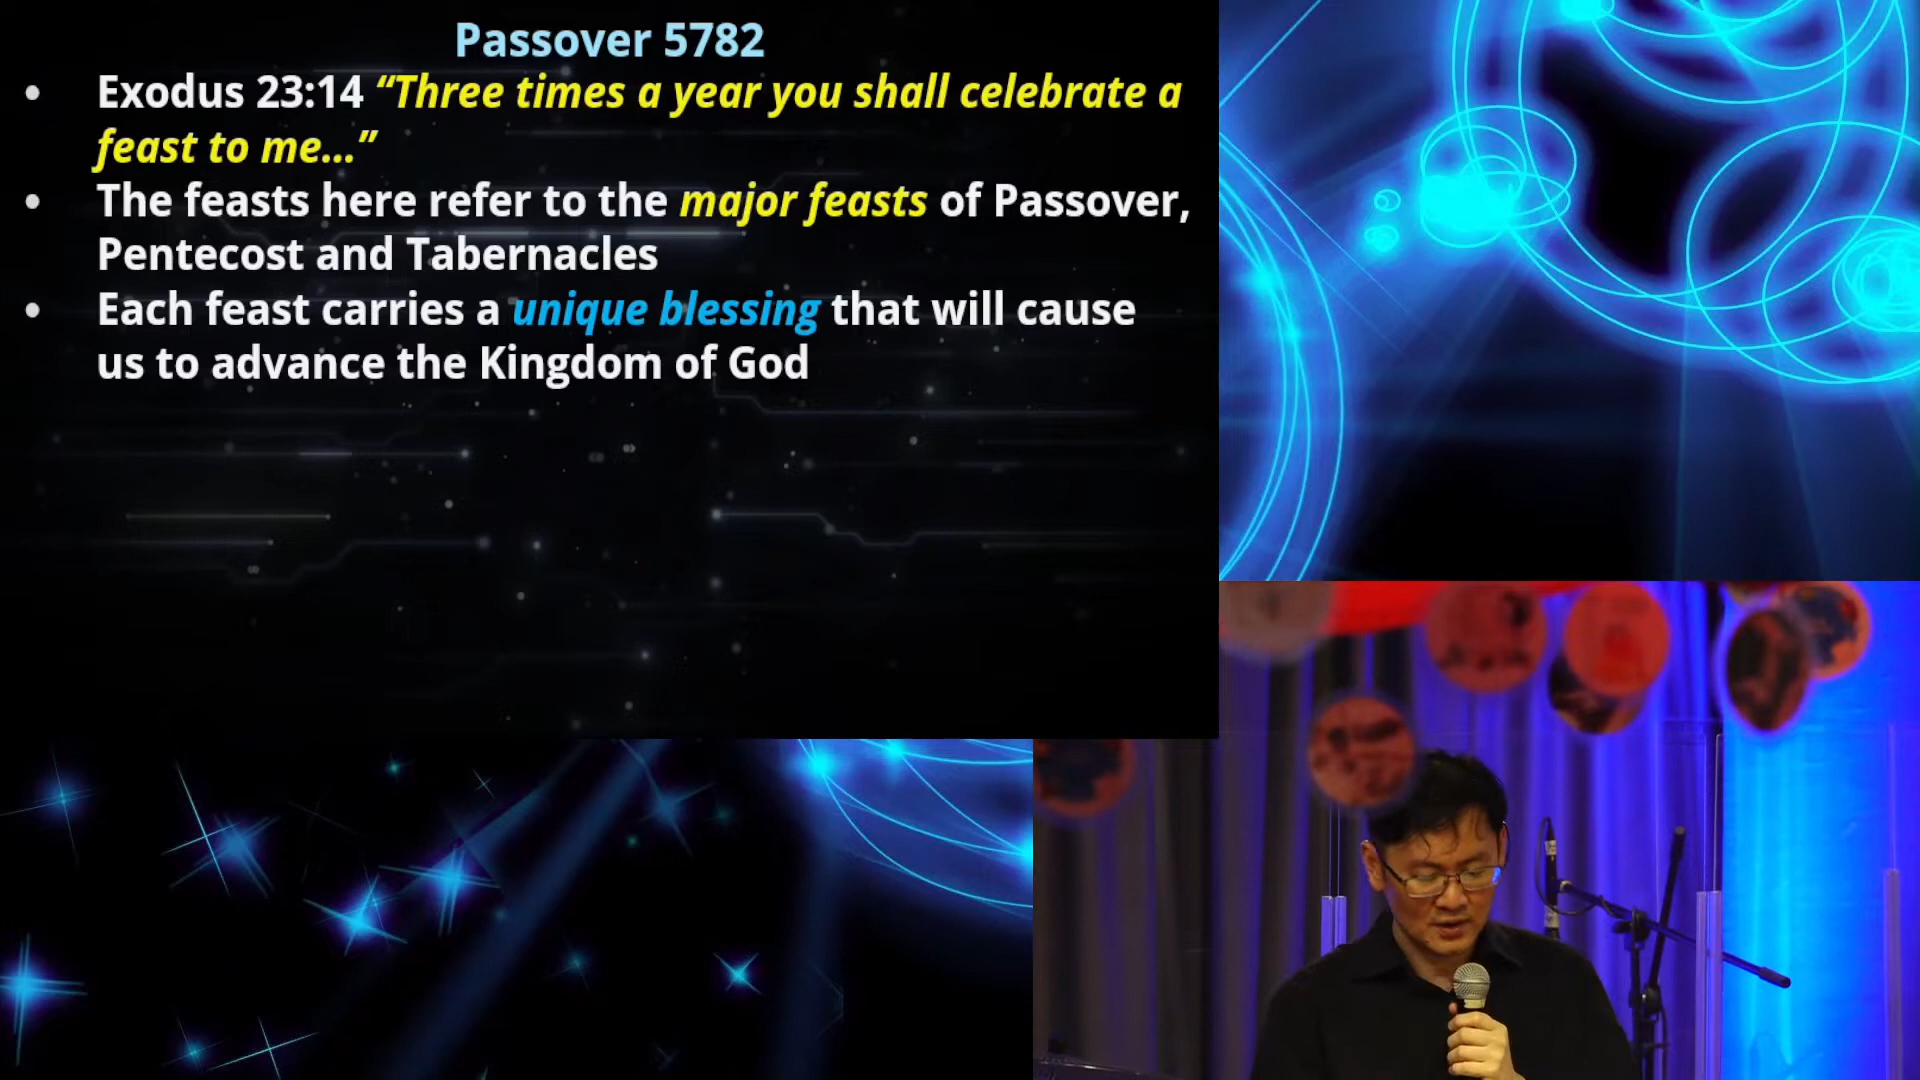 Passover 5782
• Exodus 23:14 “Three times a year you shall celebrate a
feast to me...”
• The feasts here refer to the major feasts of Passover,
Pentecost and Tabernacles
• Each feast carries a unique blessing that will cause
us to advance the Kingdom of God